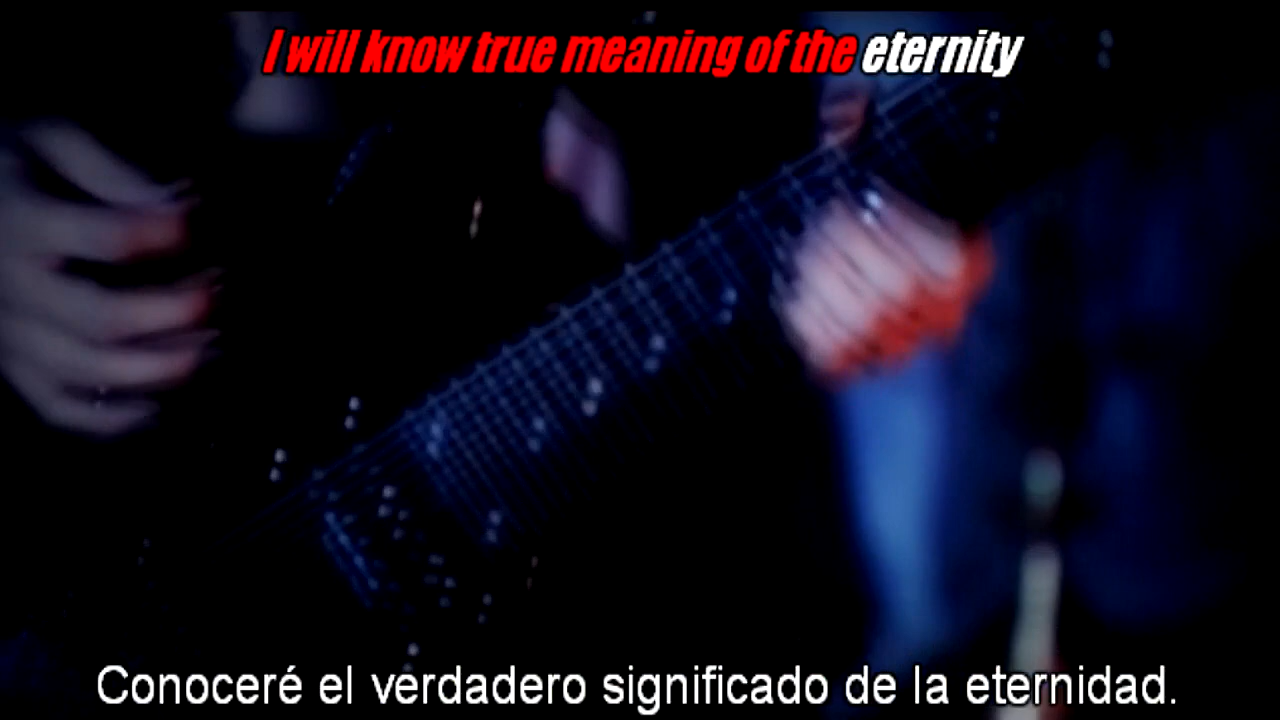 I will know true meaning of the eternity
Conoceré el verdadero significado de la eternidad.